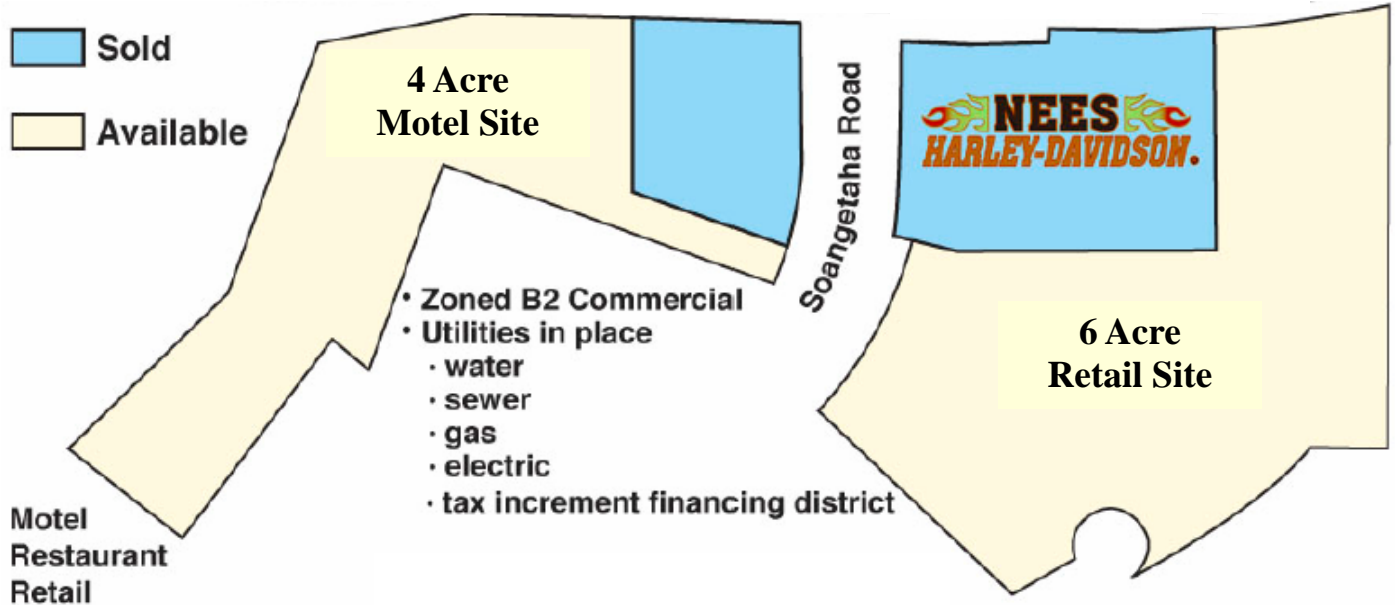 Sold
Available
4 Acre
Motel Site
Soangetaha Road
NEES
HARLEY-DAVIDSON.
6 Acre
Retail Site
• Zoned B2 Commercial
• Utilities in place
· water
· sewer
· gas
· electric
· tax increment financing district
Motel
Restaurant
Retail